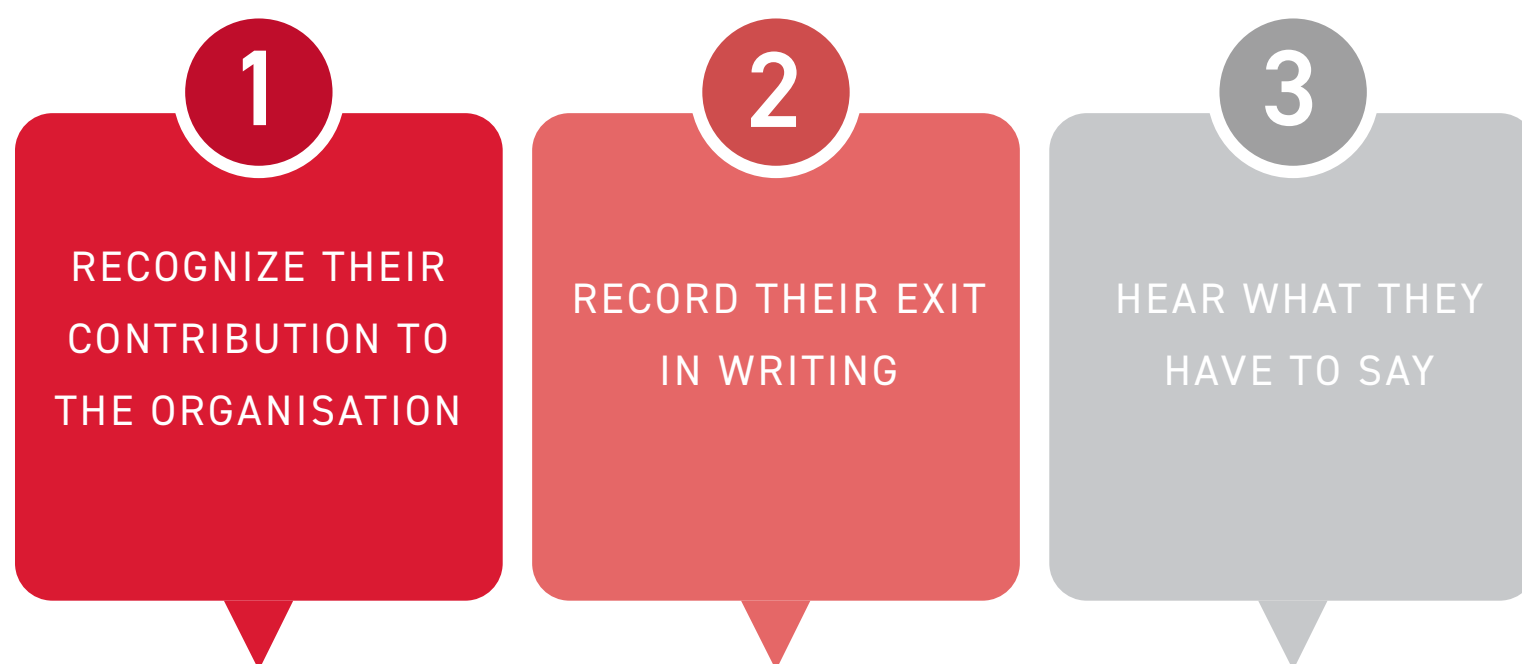 1
RECOGNIZE THEIR
CONTRIBUTION TO
THE ORGANISATION
2
RECORD THEIR EXIT
IN WRITING
3
HEAR WHAT THEY
HAVE TO SAY